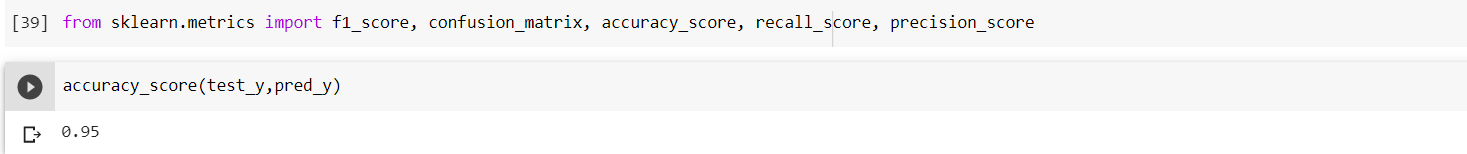 [39] from sklearn.metrics import f1_score, confusion_matrix, accuracy_score, recall_score, precision_score
accuracy_score(test_y,pred_y)
0.95